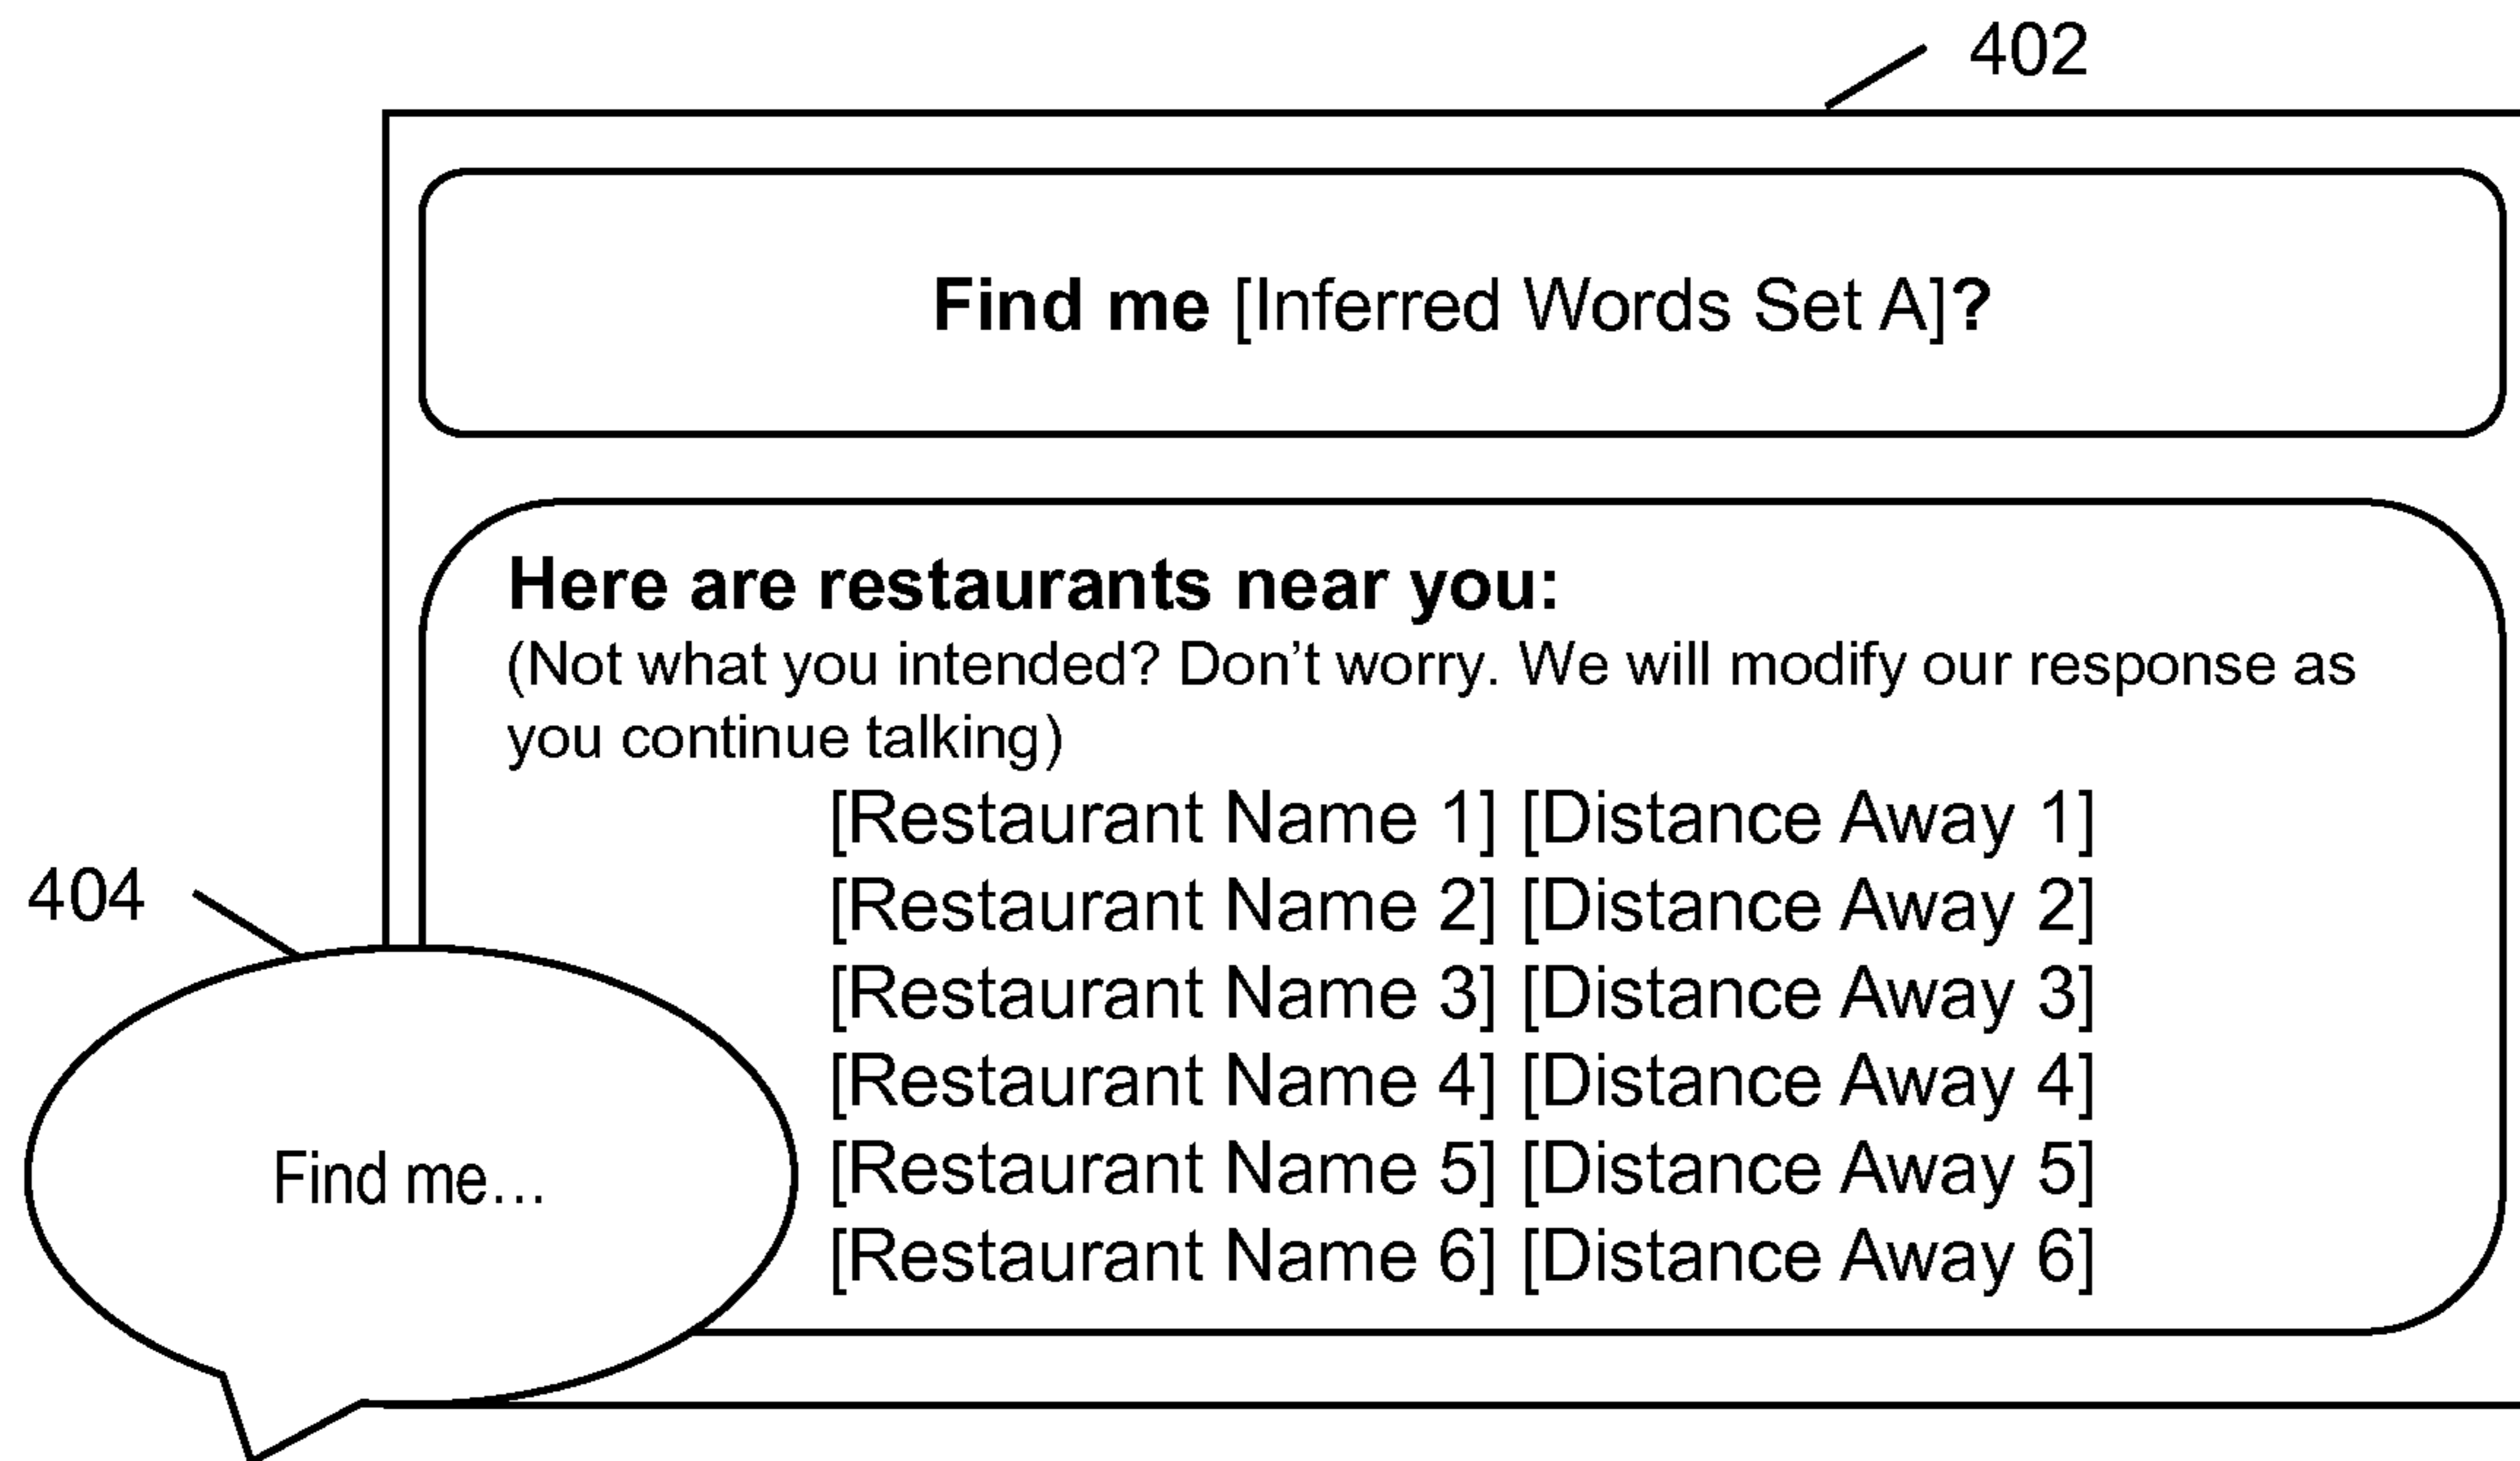 402
Find me [Inferred Words Set A]?
Here are restaurants near you:
(Not what you intended? Don’t worry. We will modify our response as
you continue talking)
[Restaurant Name 1] [Distance Away 1]
[Restaurant Name 2] [Distance Away 2]
[Restaurant Name 3] [Distance Away 3]
[Restaurant Name 4] [Distance Away 4]
[Restaurant Name 5] [Distance Away 5]
[Restaurant Name 6] [Distance Away 6]
404
Find me...